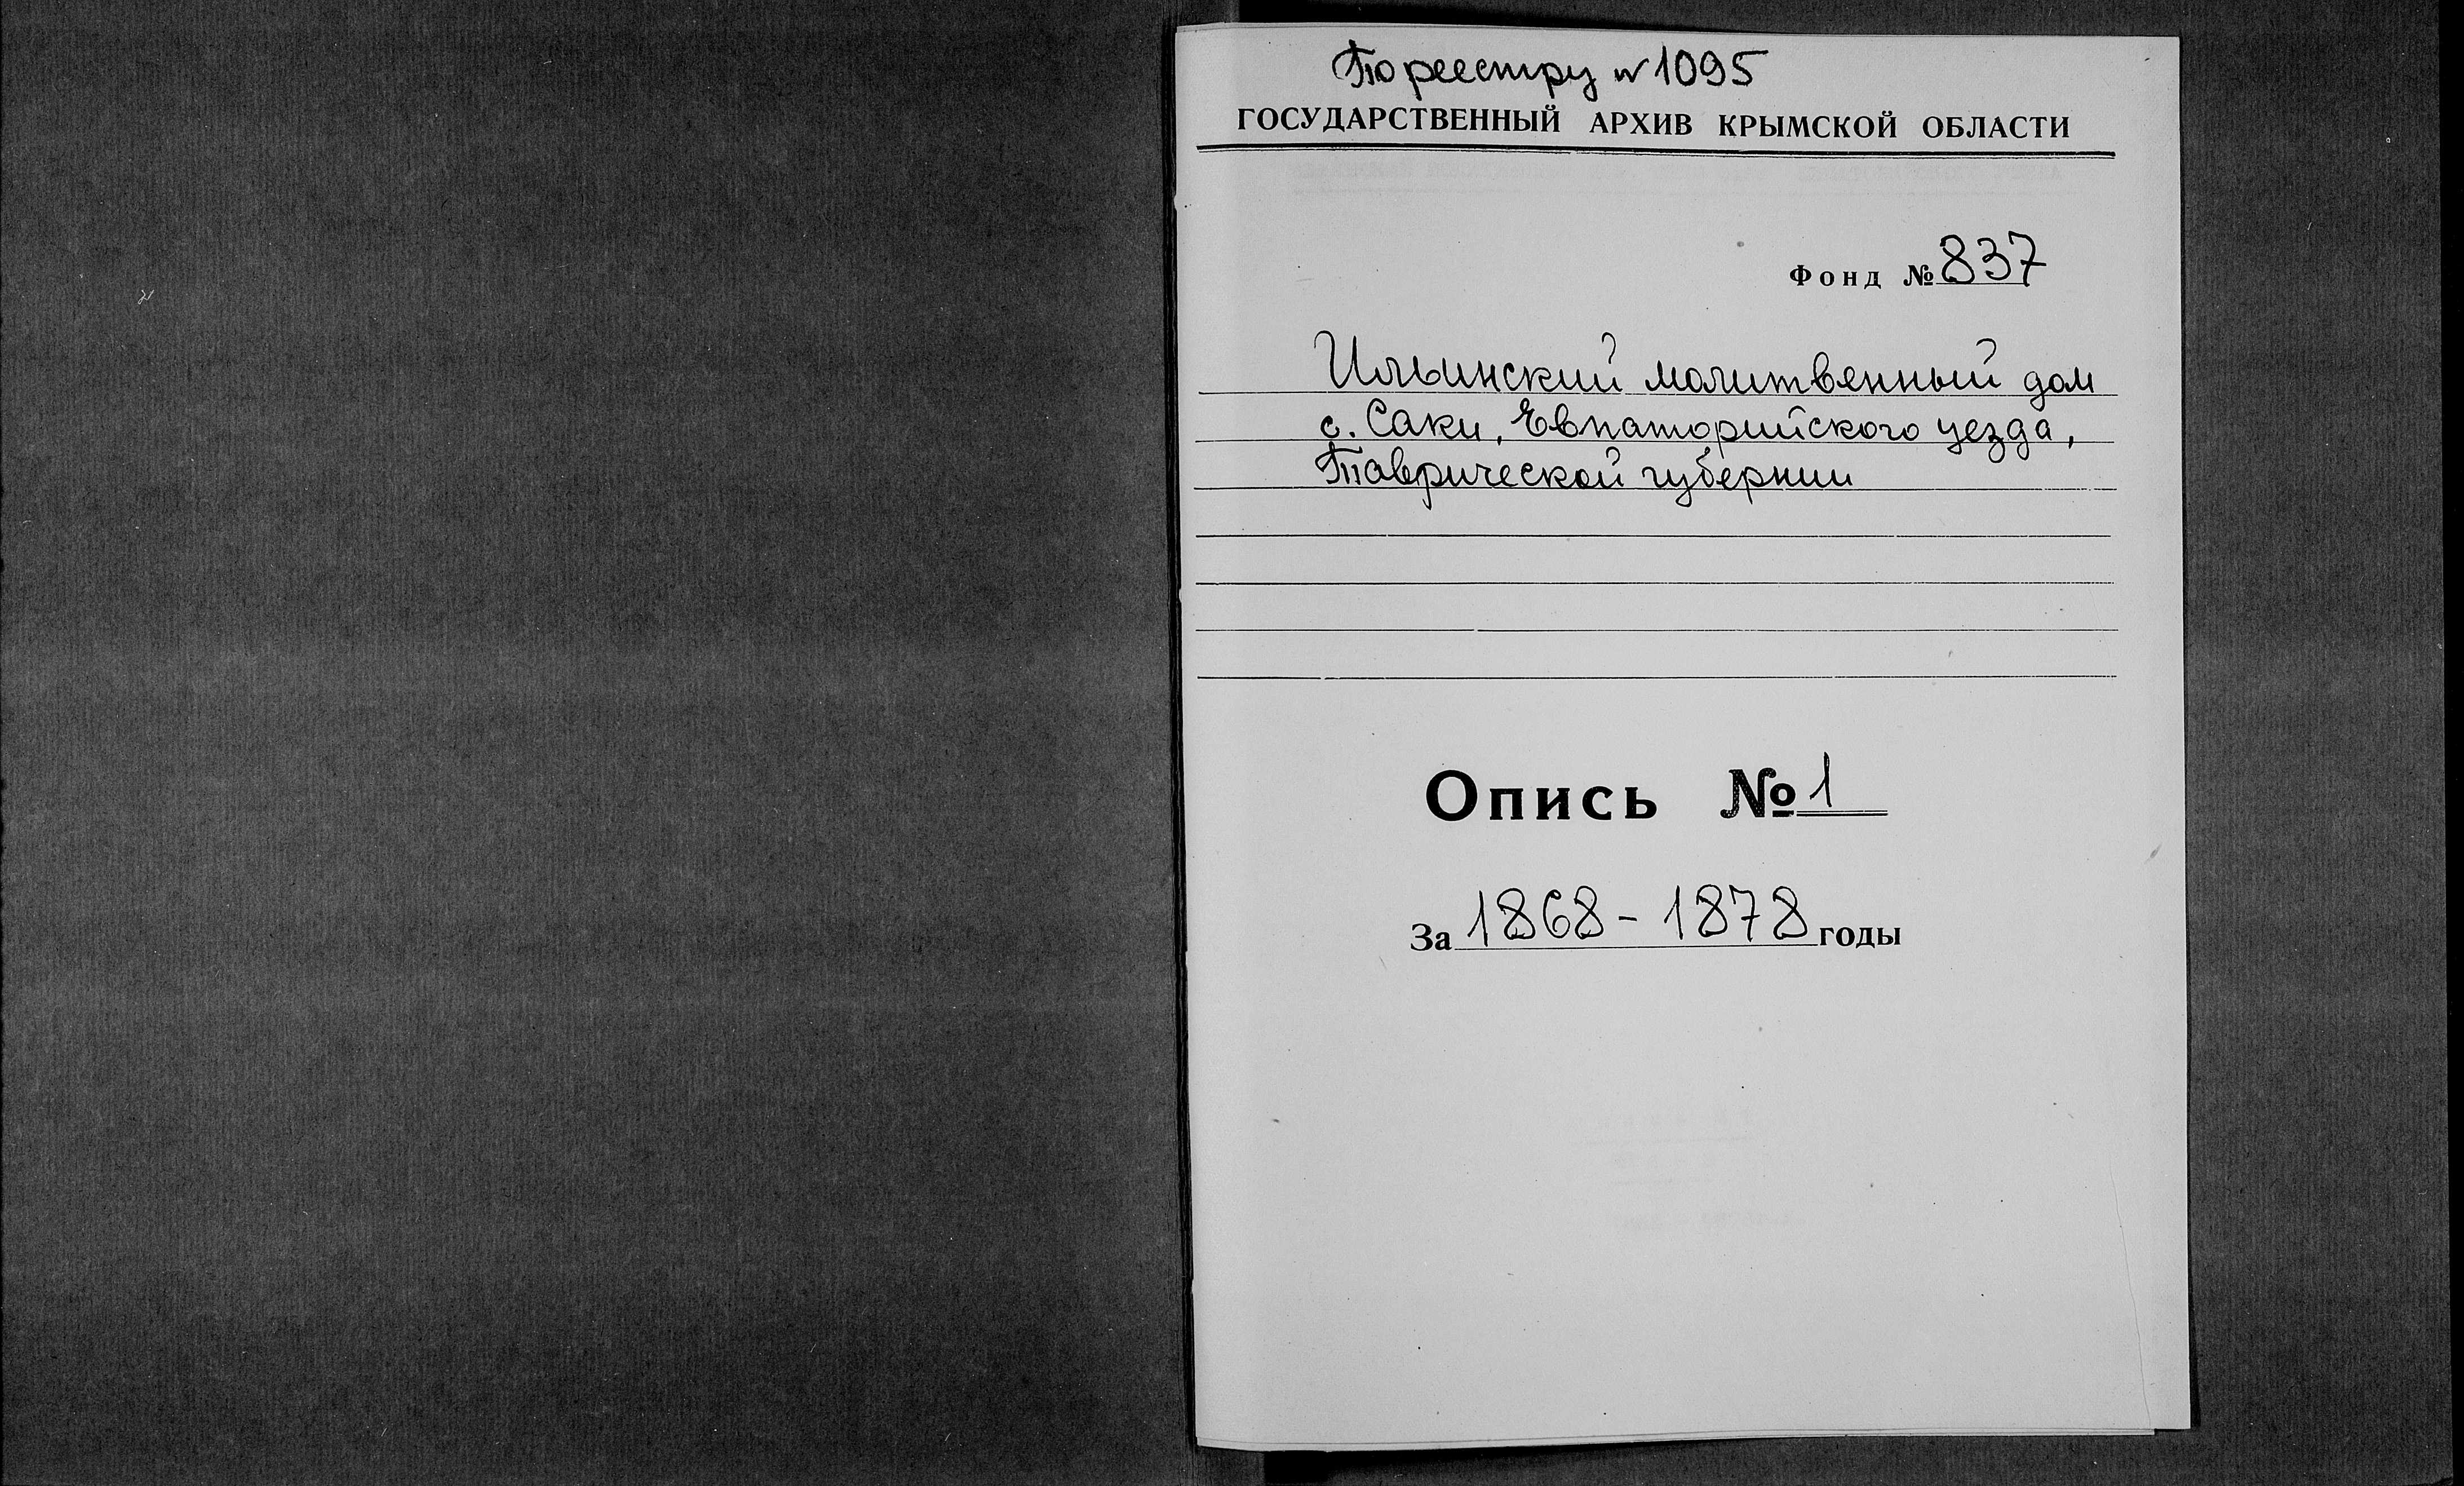 По реестру № 1095
ГОСУДАРСТВЕННЫЙ АРХИВ КРЫМСКОЙ ОБЛАСТИ
Фонд № 837
Ильинский молитвенный дом
с. Саки, Евпаторийского уезда,
Таврической губернии
Опись № 1
За 1868 - 1878 годы